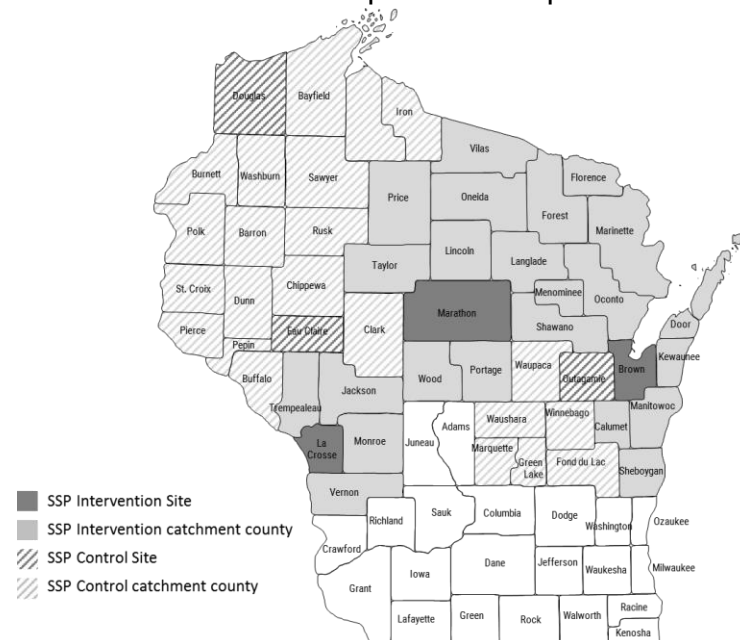 Douglas
Bayfield
Iron
Vilas
Burnett
Washburn
Sawyer
Price
Oneida
Florence
Forest
Marinette
Polk
Barron
Rusk
Lincoln
Langlade
Taylor
St. Croix
Dunn
Chippewa
Menominee
Oconto
Marathon
Pierce
Eau Claire
Clark
Shawano
Door
Pepin
Kewaunee
Buffalo
Wood
Portage
Waupaca
Outagamie
Brown
Trempealeau
Jackson
Manitowoc
Adams
Waushara
Winnebago
Calumet
La
Crosse
Monroe
Juneau
Marquette
Green
Lake
Fond du Lac
Sheboygan
Vernon
SSP Intervention Site
SSP Intervention catchment county
SSP Control Site
SSP Control catchment county
Richland
Sauk
Columbia
Dodge
Washington
Ozaukee
Crawford
Iowa
Dane
Jefferson
Waukesha
Milwaukee
Grant
Lafayette
Green
Rock
Walworth
Racine
Kenosha